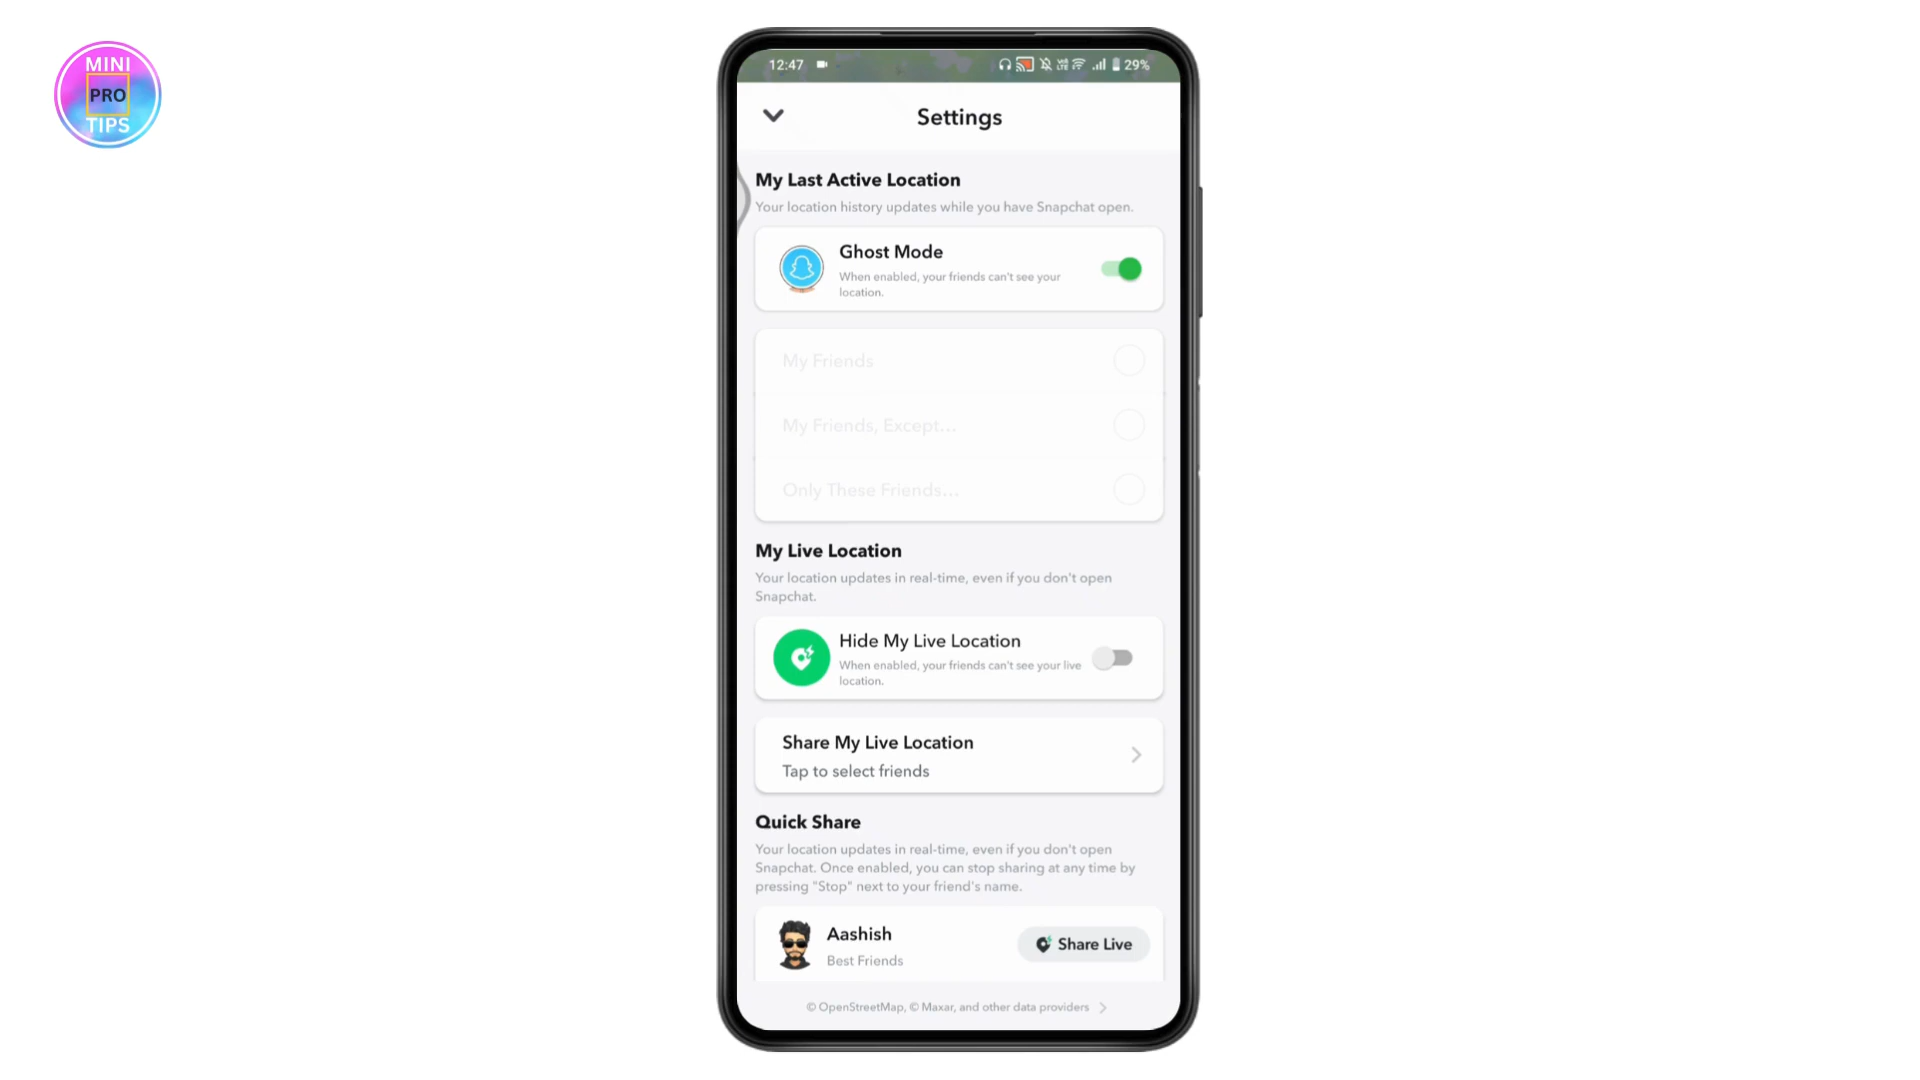 MINI
PRO
TIPS
12:47
29%
Settings
My Last Active Location
Your location history updates while you have Snapchat open.
Ghost Mode
When enabled, your friends can't see your
location.
My Friends
My Friends, Except...
Only These Friends...
My Live Location
Your location updates in real-time, even if you don't open
Snapchat.
Hide My Live Location
When enabled, your friends can't see your live
location.
Share My Live Location
Tap to select friends
Quick Share
Your location updates in real-time, even if you don't open
Snapchat. Once enabled, you can stop sharing at any time by
pressing "Stop" next to your friend's name.
Aashish
Best Friends
Share Live
© OpenStreetMap, © Maxar, and other data providers